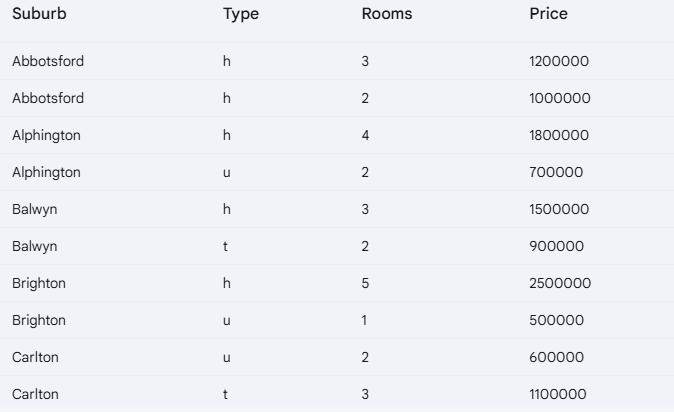 Suburb Type Rooms Price
Abbotsford h 3 1200000
Abbotsford h 2 1000000
Alphington h 4 1800000
Alphington u 2 700000
Balwyn h 3 1500000
Balwyn t 2 900000
Brighton h 5 2500000
Brighton u 1 500000
Carlton u 2 600000
Carlton t 3 1100000